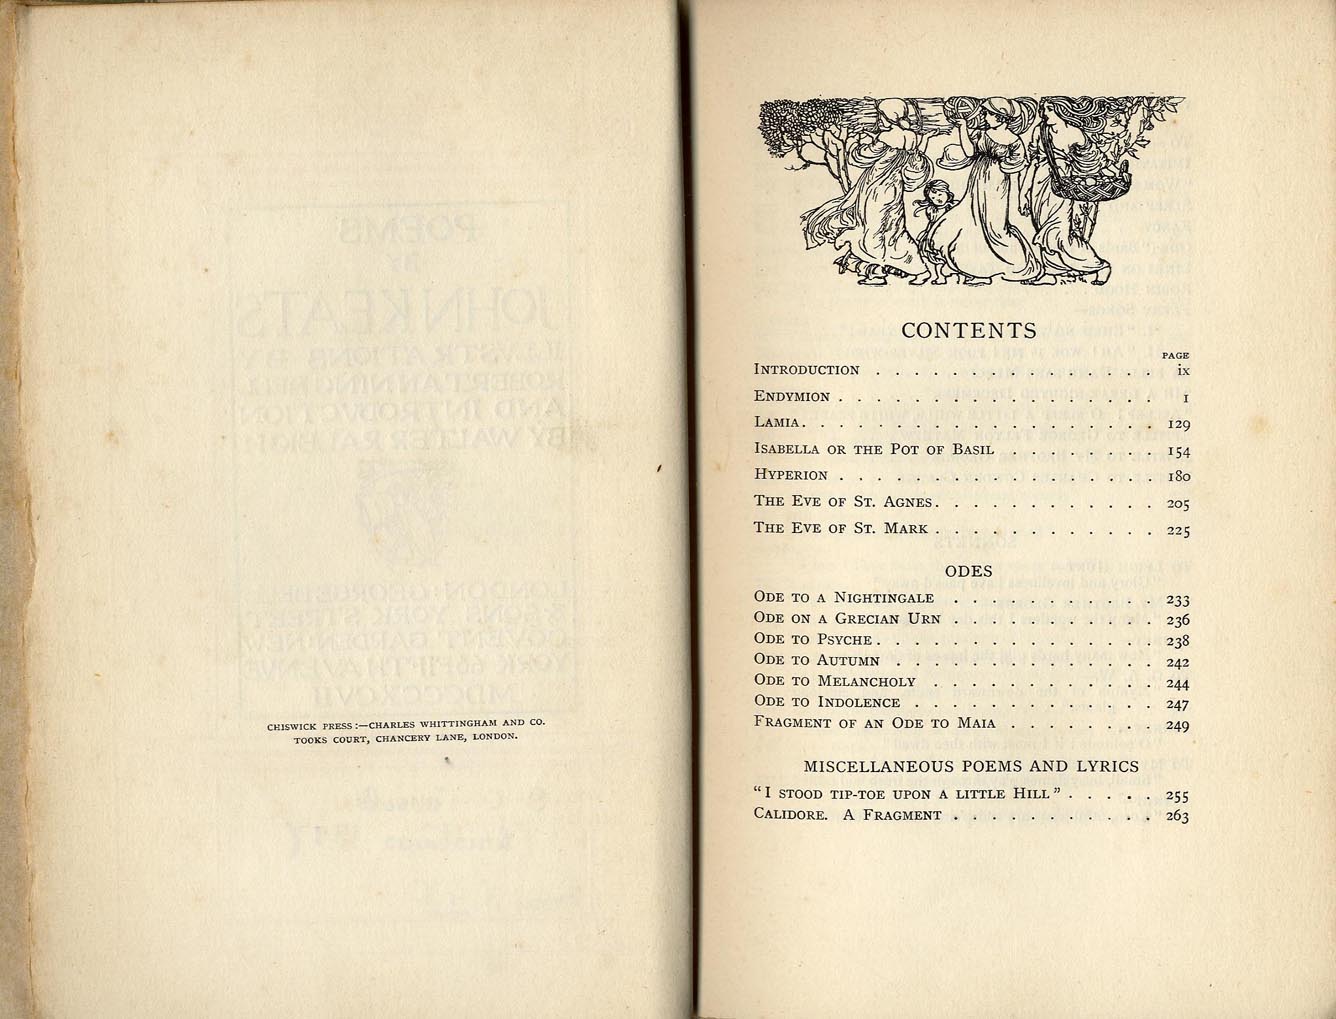 CHISWICK PRESS:—CHARLES WHITTINGHAM AND CO.
TOOKS COURT, CHANCERY LANE, LONDON.
CONTENTS
PAGE
INTRODUCTION . . . . . . . . . . . . . . . ix
ENDYMION . . . . . . . . . . . . . . . . . 1
LAMIA. . . . . . . . . . . . . . . . . . . 129
ISABELLA OR THE POT OF BASIL . . . . . . . . 154
HYPERION . . . . . . . . . . . . . . . . . 180
THE EVE OF ST. AGNES. . . . . . . . . . . . 205
THE EVE OF ST. MARK . . . . . . . . . . . . 225
ODES
ODE TO A NIGHTINGALE . . . . . . . . . . . 233
ODE ON A GRECIAN URN . . . . . . . . . . . 236
ODE TO PSYCHE . . . . . . . . . . . . . . . 238
ODE TO AUTUMN . . . . . . . . . . . . . . 242
ODE TO MELANCHOLY . . . . . . . . . . . . 244
ODE TO INDOLENCE . . . . . . . . . . . . . 247
FRAGMENT OF AN ODE TO MAIA . . . . . . . . 249
MISCELLANEOUS POEMS AND LYRICS
"I STOOD TIP-TOE UPON A LITTLE HILL" . . . . . 255
CALIDORE. A FRAGMENT . . . . . . . . . . . 263